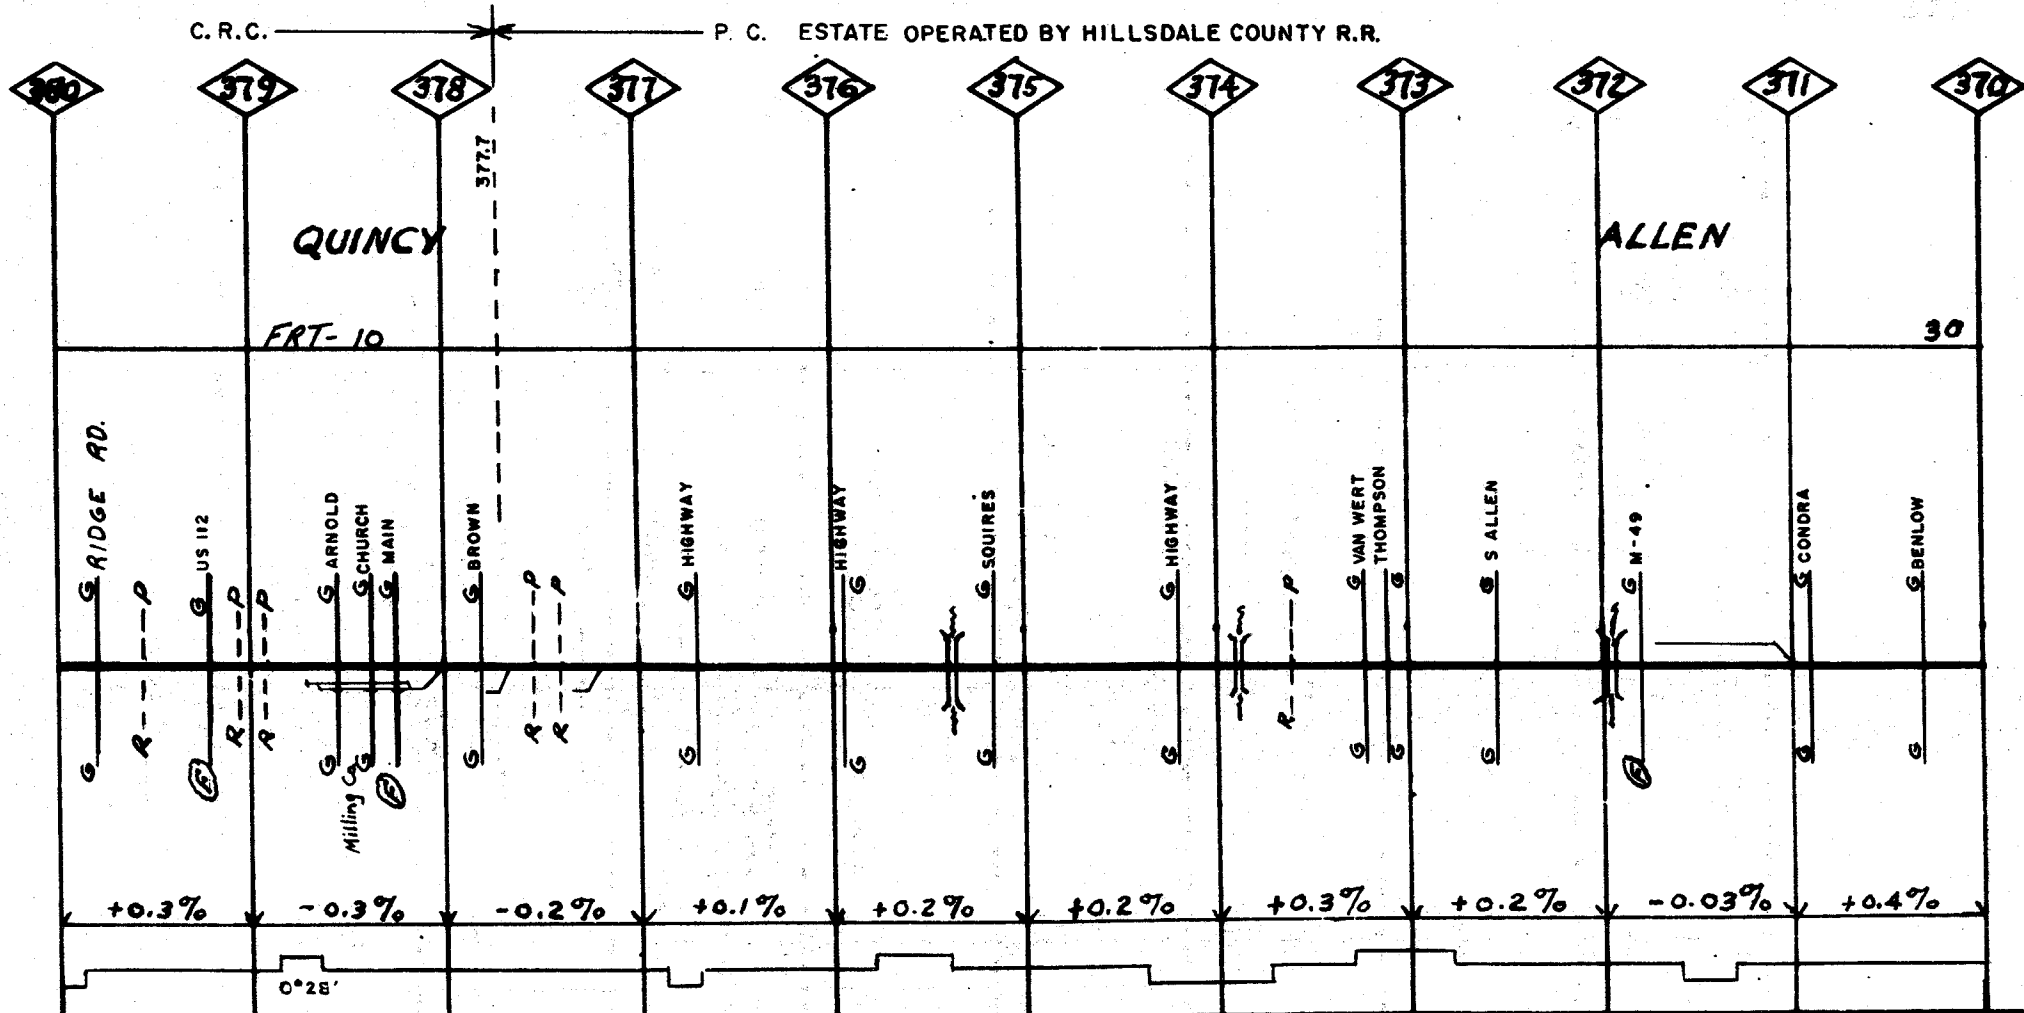 C. R. C. P. C. ESTATE OPERATED BY HILLSDALE COUNTY R.R.
380 379 378 377 376 375 374 373 372 371 370
377.7
QUINCY ALLEN
FRT- 10 30
RIDGE RD. US 112 ARNOLD CHURCH MAIN BROWN HIGHWAY HIGHWAY SQUIRES HIGHWAY VAN WERT THOMPSON S ALLEN M-49 CONDRA BENLOW
G G G G G G G G G G G G G G G G
P P P P P P
R R R R R R
G F G G F G G G G G G G G F G G
Milling Co
+0.3% -0.3% -0.2% +0.1% +0.2% +0.2% +0.3% +0.2% -0.03% +0.4%
0°28'